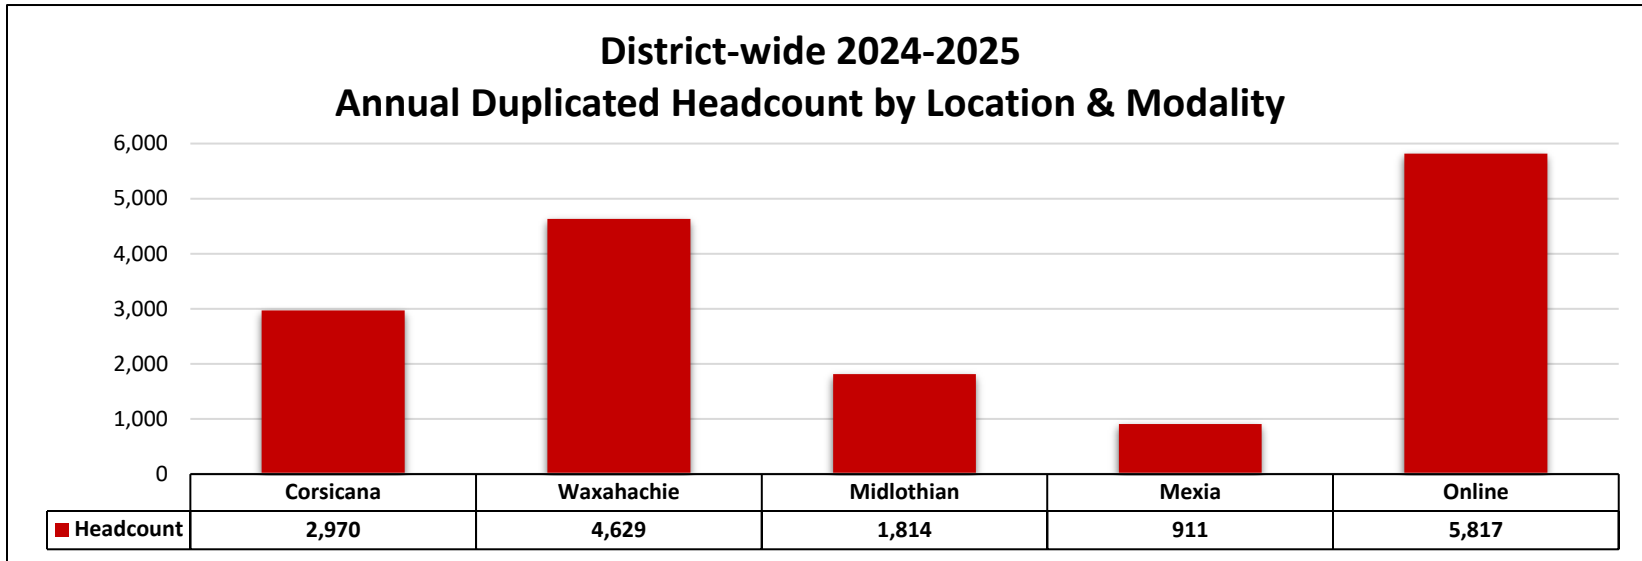 District-wide 2024-2025
Annual Duplicated Headcount by Location & Modality
6,000
5,000
4,000
3,000
2,000
1,000
0
Corsicana Waxahachie Midlothian Mexia Online
Headcount 2,970 4,629 1,814 911 5,817